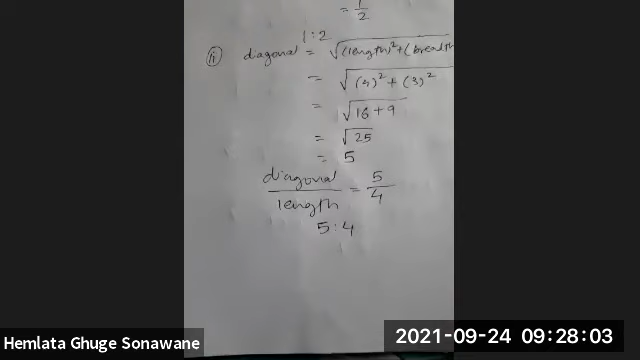 = 1/2
1:2
(ii) diagonal = √(length)²+(breadth
= √(4)²+(3)²
= √16+9
= √25
= 5
diagonal/length = 5/4
5:4
Hemlata Ghuge Sonawane
2021-09-24 09:28:03